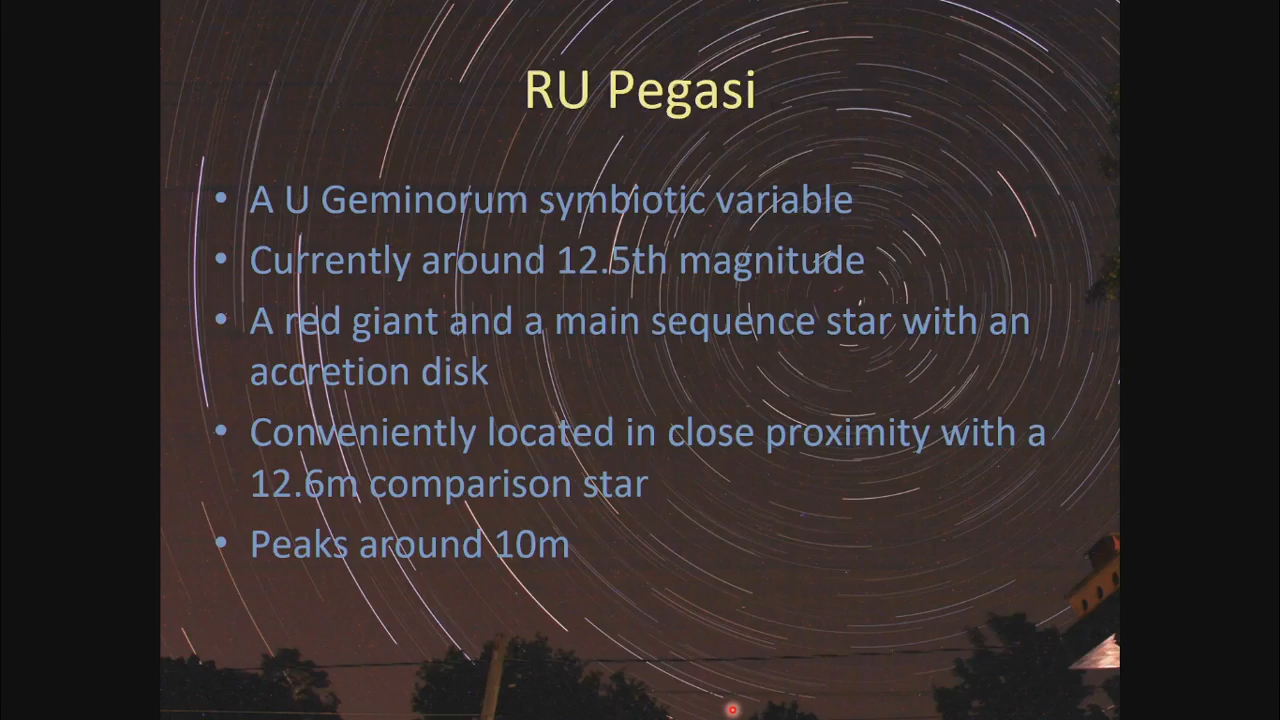 RU Pegasi
• A U Geminorum symbiotic variable
• Currently around 12.5th magnitude
• A red giant and a main sequence star with an
accretion disk
• Conveniently located in close proximity with a
12.6m comparison star
• Peaks around 10m